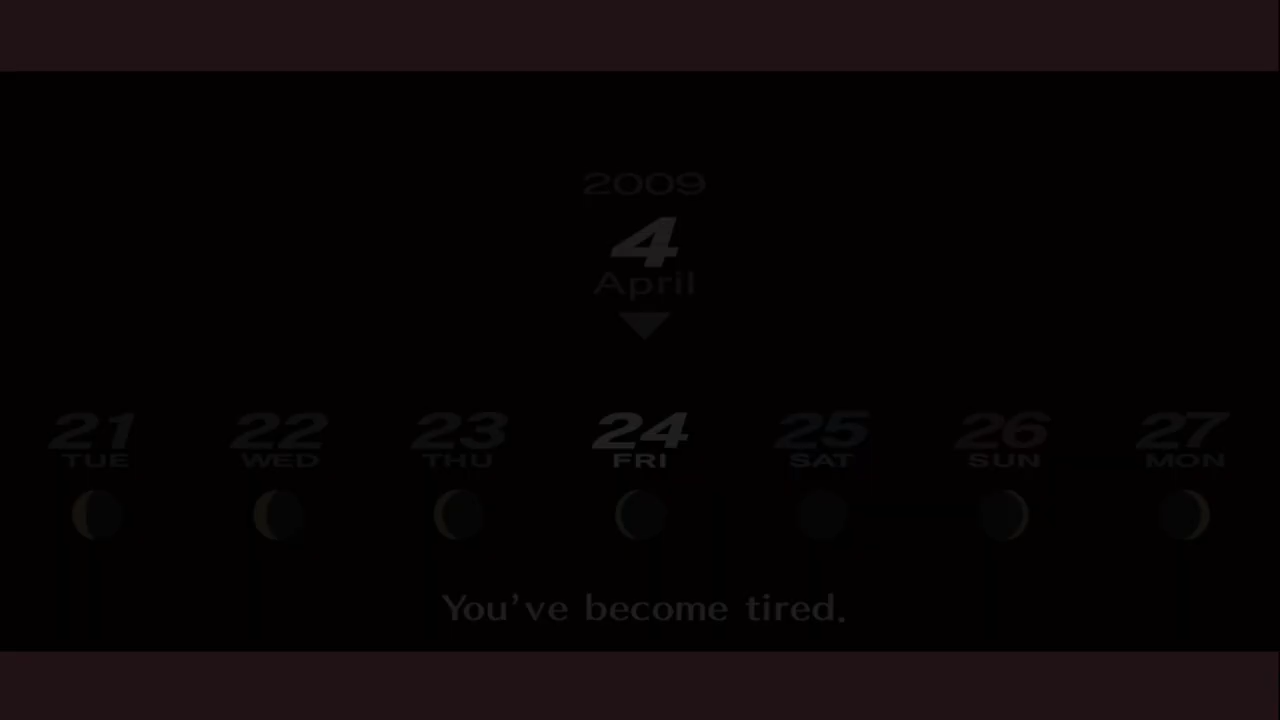 2009
4
April
21 22 23 24 25 26 27
TUE WED THU FRI SAT SUN MON
You've become tired.